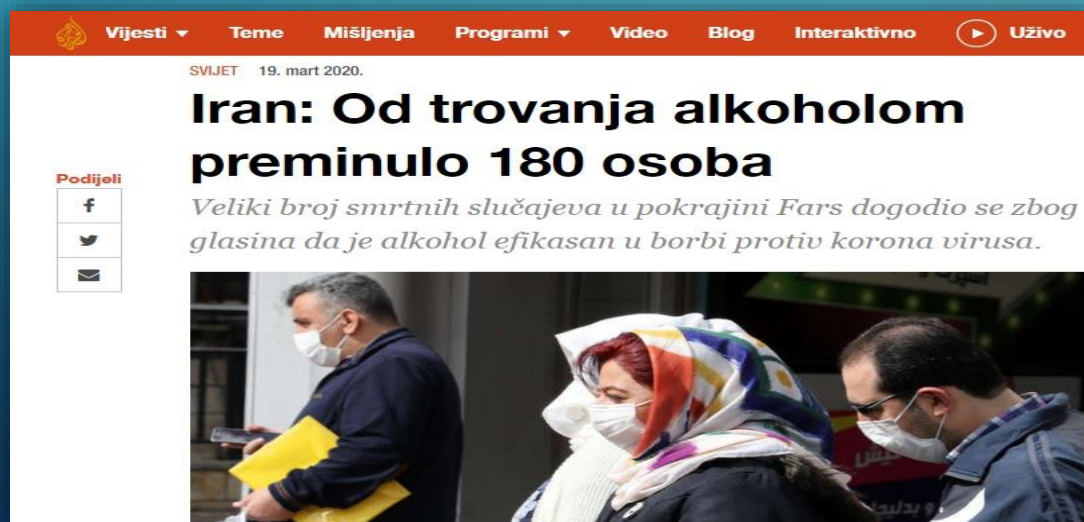 Vijesti Teme Mišljenja Programi Video Blog Interaktivno Uživo
SVIJET 19. mart 2020.
Iran: Od trovanja alkoholom
preminulo 180 osoba
Podijeli
Veliki broj smrtnih slučajeva u pokrajini Fars dogodio se zbog
glasina da je alkohol efikasan u borbi protiv korona virusa.